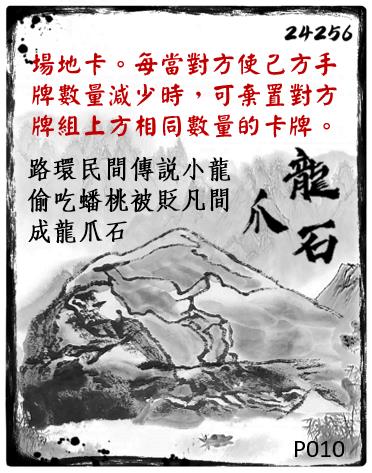 24256
場地卡。每當對方使己方手
牌數量減少時，可棄置對方
牌組上方相同數量的卡牌。
路環民間傳説小龍
偷吃蟠桃被貶凡間
成龍爪石
龍爪石
P010